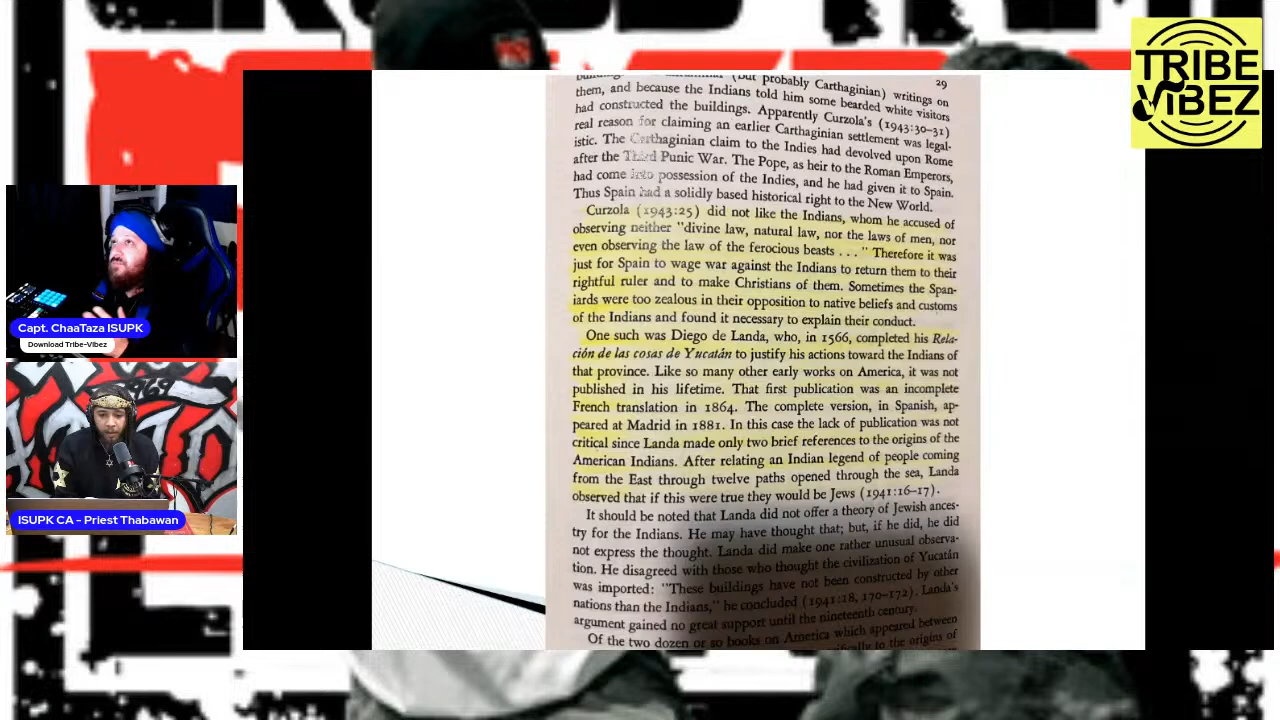 TRIBE
VIBEZ
29
(but probably Carthaginian) writings on
them, and because the Indians told him some bearded white visitors
had constructed the buildings. Apparently Curzola's (1943:30–31)
real reason for claiming an earlier Carthaginian settlement was legal-
istic. The Carthaginian claim to the Indies had devolved upon Rome
after the Third Punic War. The Pope, as heir to the Roman Emperors,
had come into possession of the Indies, and he had given it to Spain.
Thus Spain had a solidly based historical right to the New World.
Curzola (1943:25) did not like the Indians, whom he accused of
observing neither "divine law, natural law, nor the laws of men, nor
even observing the law of the ferocious beasts . . ." Therefore it was
just for Spain to wage war against the Indians to return them to their
rightful ruler and to make Christians of them. Sometimes the Span-
iards were too zealous in their opposition to native beliefs and customs
of the Indians and found it necessary to explain their conduct.
One such was Diego de Landa, who, in 1566, completed his Rela-
ción de las cosas de Yucatán to justify his actions toward the Indians of
that province. Like so many other early works on America, it was not
published in his lifetime. That first publication was an incomplete
French translation in 1864. The complete version, in Spanish, ap-
peared at Madrid in 1881. In this case the lack of publication was not
critical since Landa made only two brief references to the origins of the
American Indians. After relating an Indian legend of people coming
from the East through twelve paths opened through the sea, Landa
observed that if this were true they would be Jews (1941:16–17).
It should be noted that Landa did not offer a theory of Jewish ances-
try for the Indians. He may have thought that; but, if he did, he did
not express the thought. Landa did make one rather unusual observa-
tion. He disagreed with those who thought the civilization of Yucatán
was imported: "These buildings have not been constructed by other
nations than the Indians," he concluded (1941:18, 170–172). Landa's
argument gained no great support until the nineteenth century.
Of the two dozen or so books on America which appeared between
to the origins of
Capt. ChaaTaza ISUPK
Download Tribe-Vibez
1969
ISUPK CA - Priest Thabawan